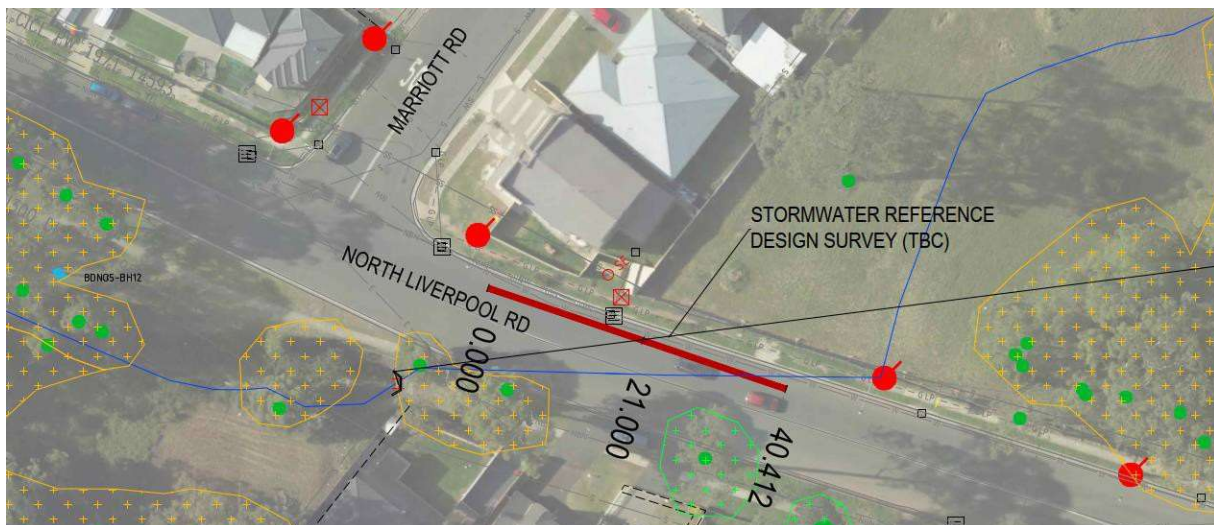 MARRIOTT RD
STORMWATER REFERENCE
DESIGN SURVEY (TBC)
BDNG5-BH12
NORTH LIVERPOOL RD
0.000
21.000
40.412